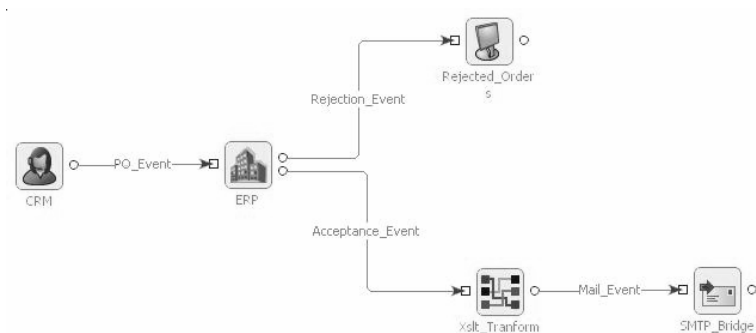 Rejected_Order
s
Rejection_Event
PO_Event
CRM
ERP
Acceptance_Event
Mail_Event
Xslt_Tranform
SMTP_Bridge